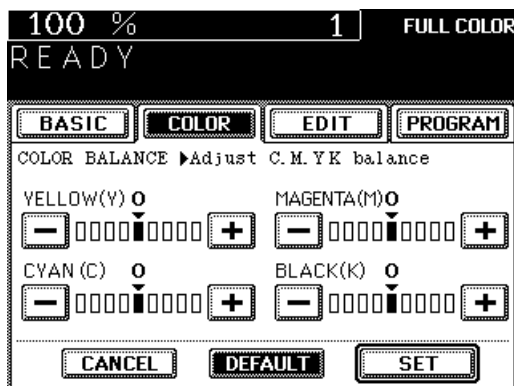 100 % 1 FULL COLOR
READY
BASIC COLOR EDIT PROGRAM
COLOR BALANCE ▶Adjust C.M.YK balance
YELLOW(Y) 0 MAGENTA(M) 0
− + − +
CYAN (C) 0 BLACK(K) 0
− + − +
CANCEL DEFAULT SET